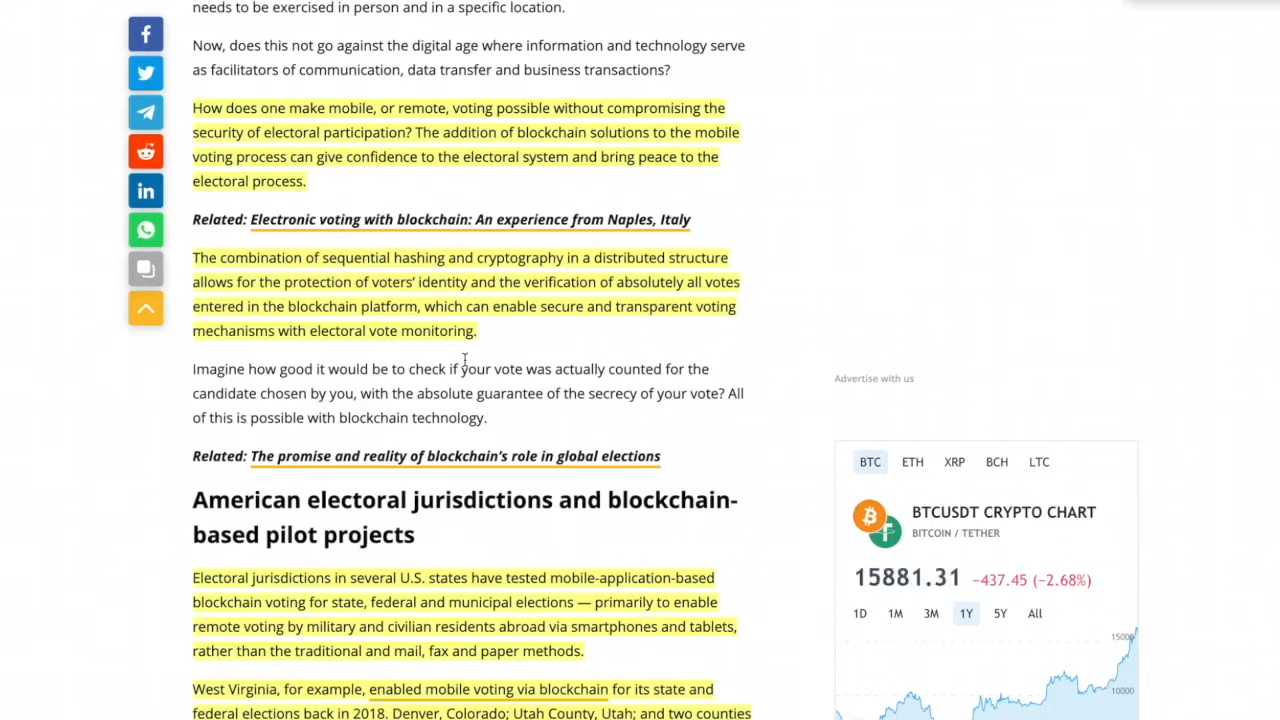 needs to be exercised in person and in a specific location.
Now, does this not go against the digital age where information and technology serve
as facilitators of communication, data transfer and business transactions?
How does one make mobile, or remote, voting possible without compromising the
security of electoral participation? The addition of blockchain solutions to the mobile
voting process can give confidence to the electoral system and bring peace to the
electoral process.
Related: Electronic voting with blockchain: An experience from Naples, Italy
The combination of sequential hashing and cryptography in a distributed structure
allows for the protection of voters’ identity and the verification of absolutely all votes
entered in the blockchain platform, which can enable secure and transparent voting
mechanisms with electoral vote monitoring.
Imagine how good it would be to check if your vote was actually counted for the
candidate chosen by you, with the absolute guarantee of the secrecy of your vote? All
of this is possible with blockchain technology.
Related: The promise and reality of blockchain’s role in global elections
American electoral jurisdictions and blockchain-
based pilot projects
Electoral jurisdictions in several U.S. states have tested mobile-application-based
blockchain voting for state, federal and municipal elections — primarily to enable
remote voting by military and civilian residents abroad via smartphones and tablets,
rather than the traditional and mail, fax and paper methods.
West Virginia, for example, enabled mobile voting via blockchain for its state and
federal elections back in 2018. Denver, Colorado; Utah County, Utah; and two counties
Advertise with us
BTC ETH XRP BCH LTC
BTCUSDT CRYPTO CHART
BITCOIN / TETHER
15881.31 −437.45 (−2.68%)
1D 1M 3M 1Y 5Y All
15000
10000